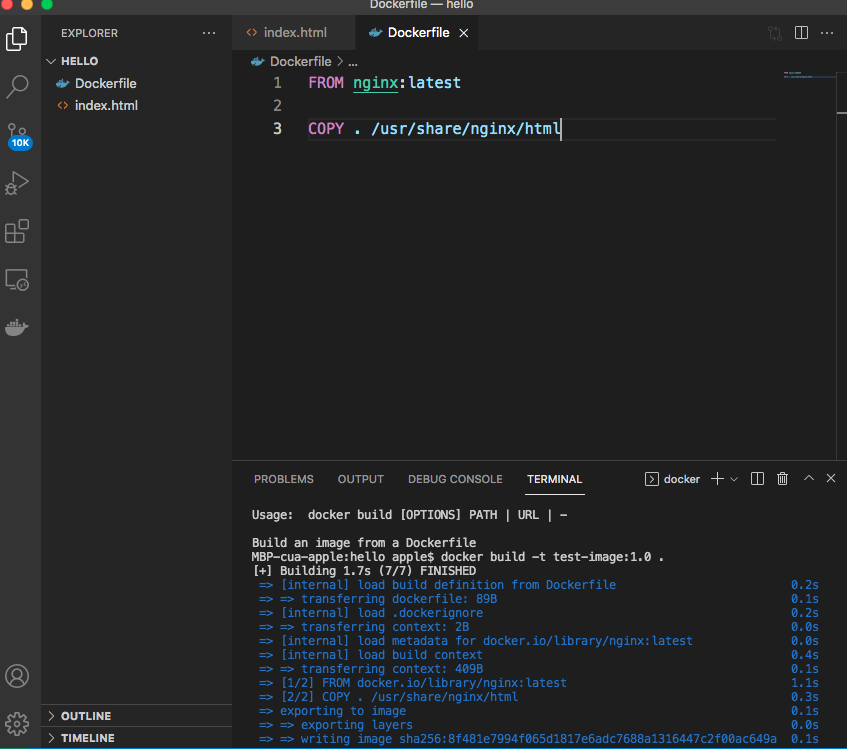 Dockerfile — hello
EXPLORER
HELLO
Dockerfile
index.html
10K
OUTLINE
TIMELINE
index.html
Dockerfile
Dockerfile > ...
1 FROM nginx:latest
2
3 COPY . /usr/share/nginx/html
PROBLEMS OUTPUT DEBUG CONSOLE TERMINAL docker
Usage:  docker build [OPTIONS] PATH | URL | -
Build an image from a Dockerfile
MBP-cua-apple:hello apple$ docker build -t test-image:1.0 .
[+] Building 1.7s (7/7) FINISHED
=> [internal] load build definition from Dockerfile 0.2s
=> => transferring dockerfile: 89B 0.1s
=> [internal] load .dockerignore 0.2s
=> => transferring context: 2B 0.0s
=> [internal] load metadata for docker.io/library/nginx:latest 0.0s
=> [internal] load build context 0.4s
=> => transferring context: 409B 0.1s
=> [1/2] FROM docker.io/library/nginx:latest 1.1s
=> [2/2] COPY . /usr/share/nginx/html 0.3s
=> exporting to image 0.1s
=> => exporting layers 0.0s
=> => writing image sha256:8f481e7994f065d1817e6adc7688a1316447c2f00ac649a 0.1s